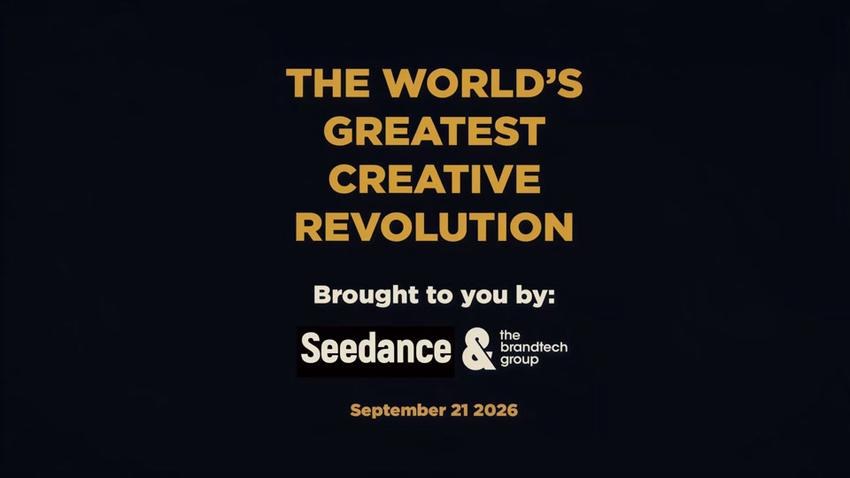 THE WORLD’S
GREATEST
CREATIVE
REVOLUTION
Brought to you by:
Seedance & the
brandtech
group
September 21 2026